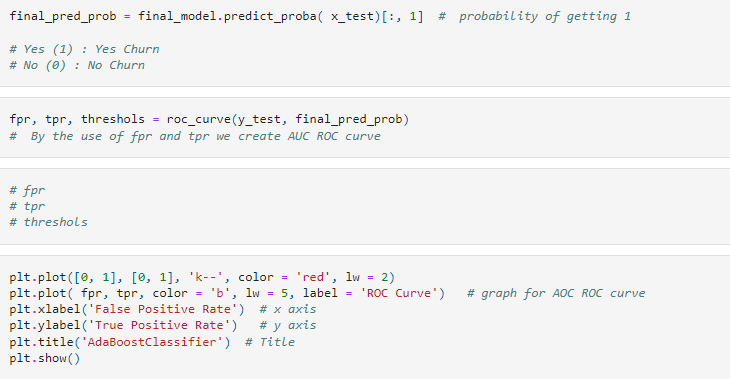 final_pred_prob = final_model.predict_proba( x_test)[:, 1]  #  probability of getting 1
# Yes (1) : Yes Churn
# No (0) : No Churn
fpr, tpr, threshols = roc_curve(y_test, final_pred_prob)
#  By the use of fpr and tpr we create AUC ROC curve
# fpr
# tpr
# threshols
plt.plot([0, 1], [0, 1], 'k--', color = 'red', lw = 2)
plt.plot( fpr, tpr, color = 'b', lw = 5, label = 'ROC Curve')   # graph for AOC ROC curve
plt.xlabel('False Positive Rate')  # x axis
plt.ylabel('True Positive Rate')   # y axis
plt.title('AdaBoostClassifier')  # Title
plt.show()